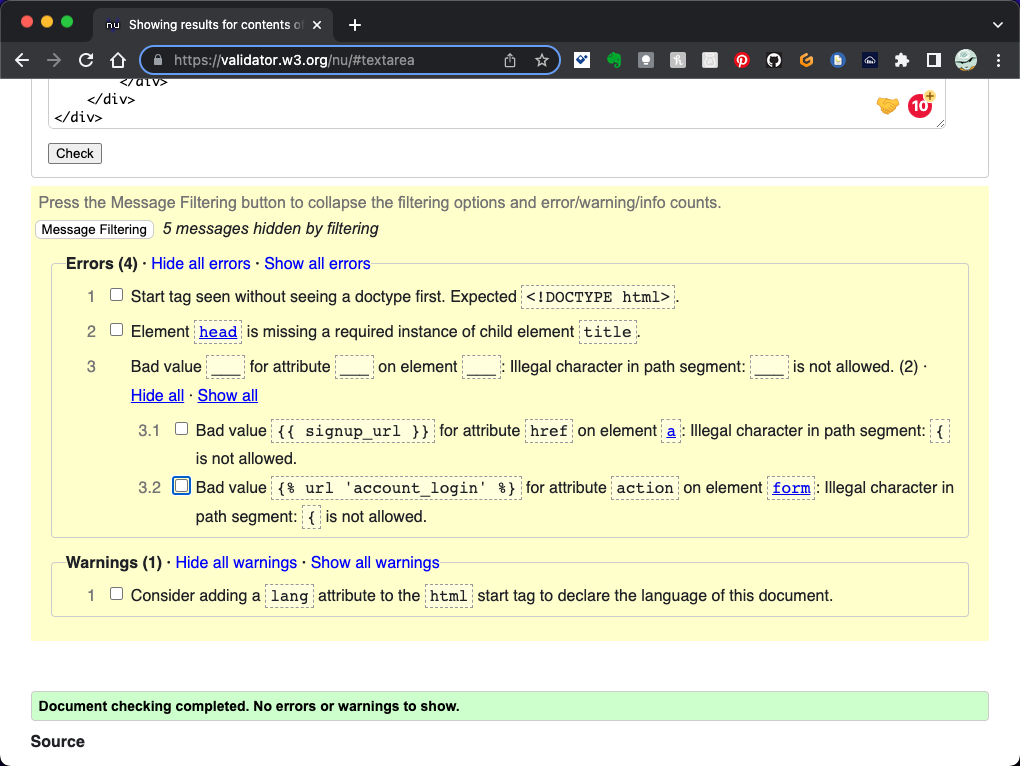 nu Showing results for contents o
https://validator.w3.org/nu/#textarea
</div>
</div>
</div>
10
Check
Press the Message Filtering button to collapse the filtering options and error/warning/info counts.
Message Filtering 5 messages hidden by filtering
Errors (4) · Hide all errors · Show all errors
1 Start tag seen without seeing a doctype first. Expected <!DOCTYPE html>.
2 Element head is missing a required instance of child element title.
3 Bad value ___ for attribute ___ on element ___: Illegal character in path segment: ___ is not allowed. (2) ·
Hide all · Show all
3.1 Bad value {{ signup_url }} for attribute href on element a: Illegal character in path segment: {
is not allowed.
3.2 Bad value {% url 'account_login' %} for attribute action on element form: Illegal character in
path segment: { is not allowed.
Warnings (1) · Hide all warnings · Show all warnings
1 Consider adding a lang attribute to the html start tag to declare the language of this document.
Document checking completed. No errors or warnings to show.
Source